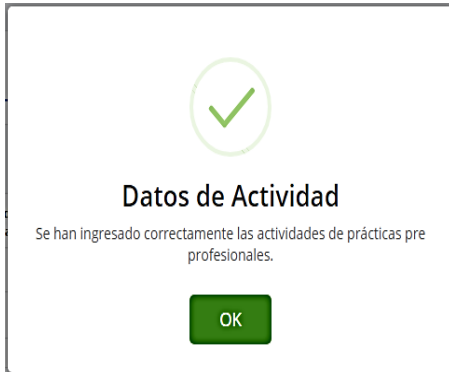 Datos de Actividad
Se han ingresado correctamente las actividades de prácticas pre
profesionales.
OK